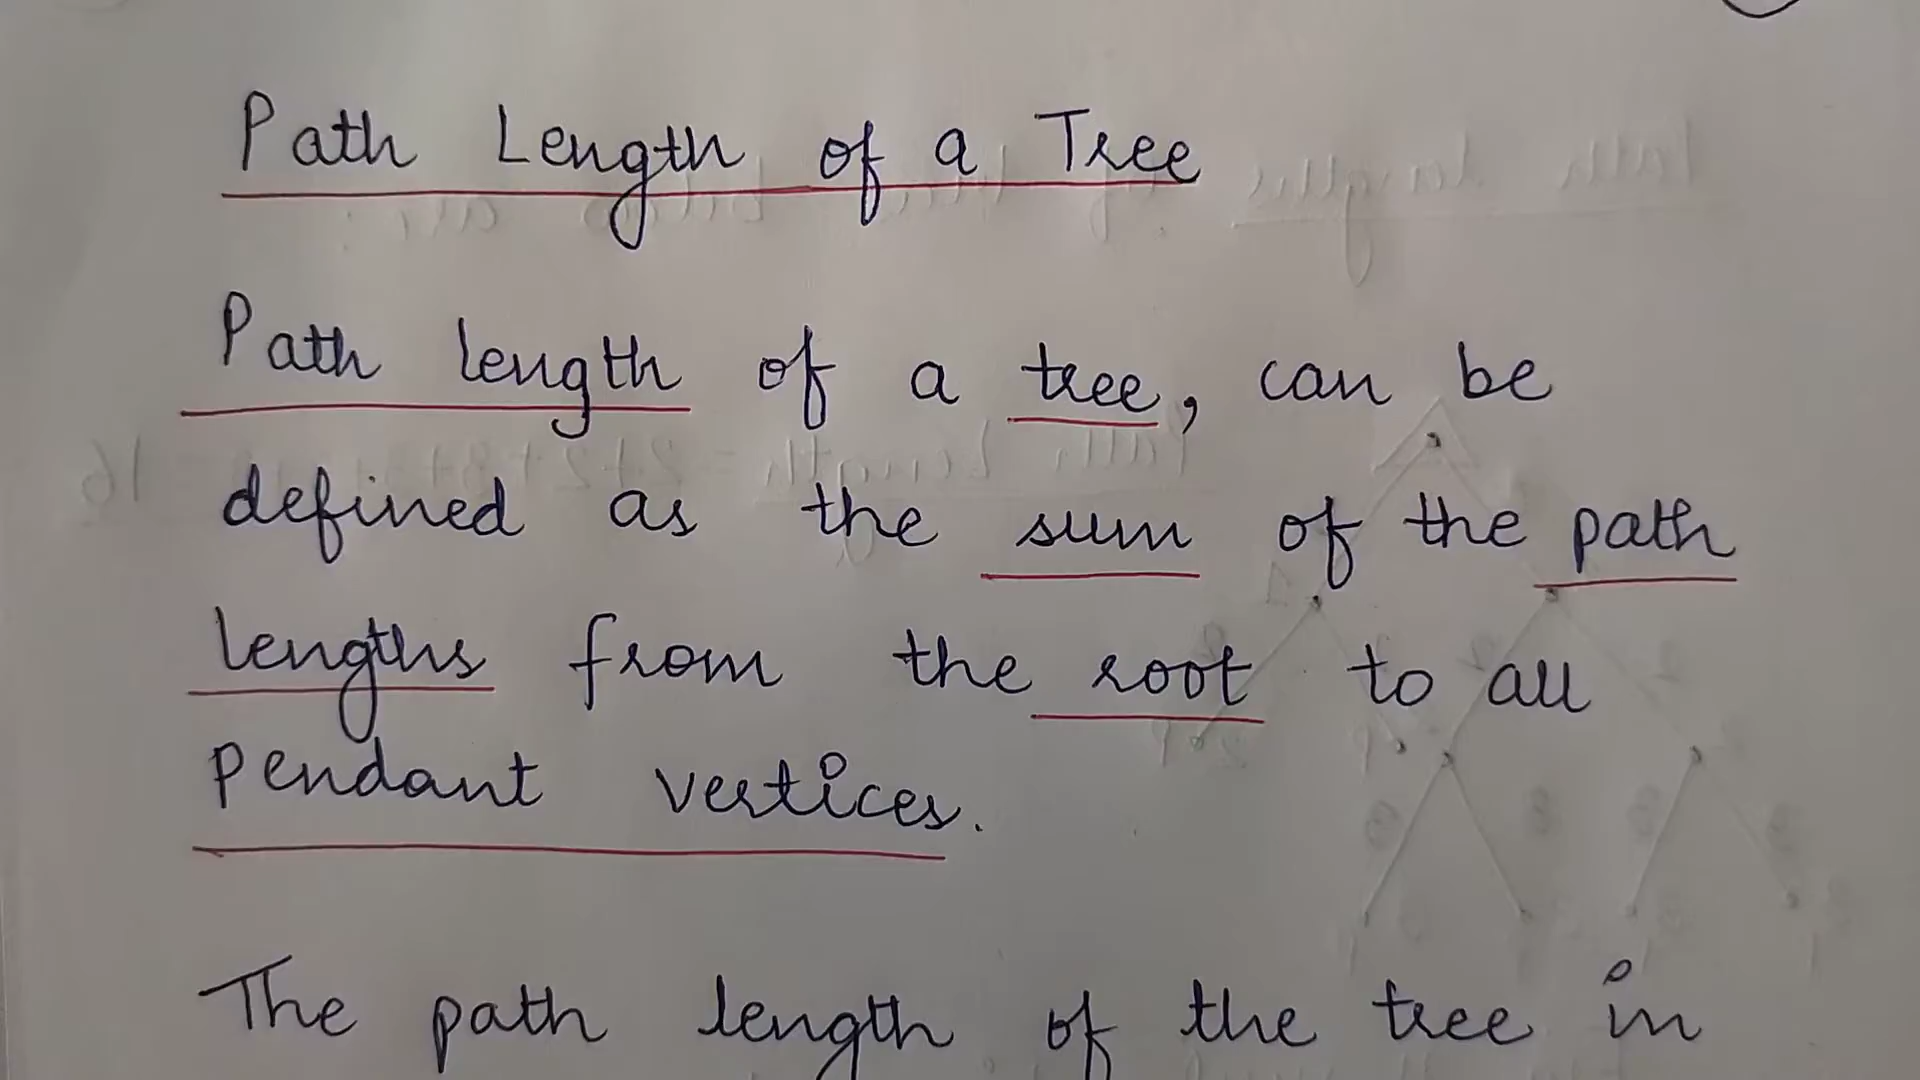 Path Length of a Tree
Path length of a tree, can be
defined as the sum of the path
lengths from the root to all
pendant vertices.
The path length of the tree in